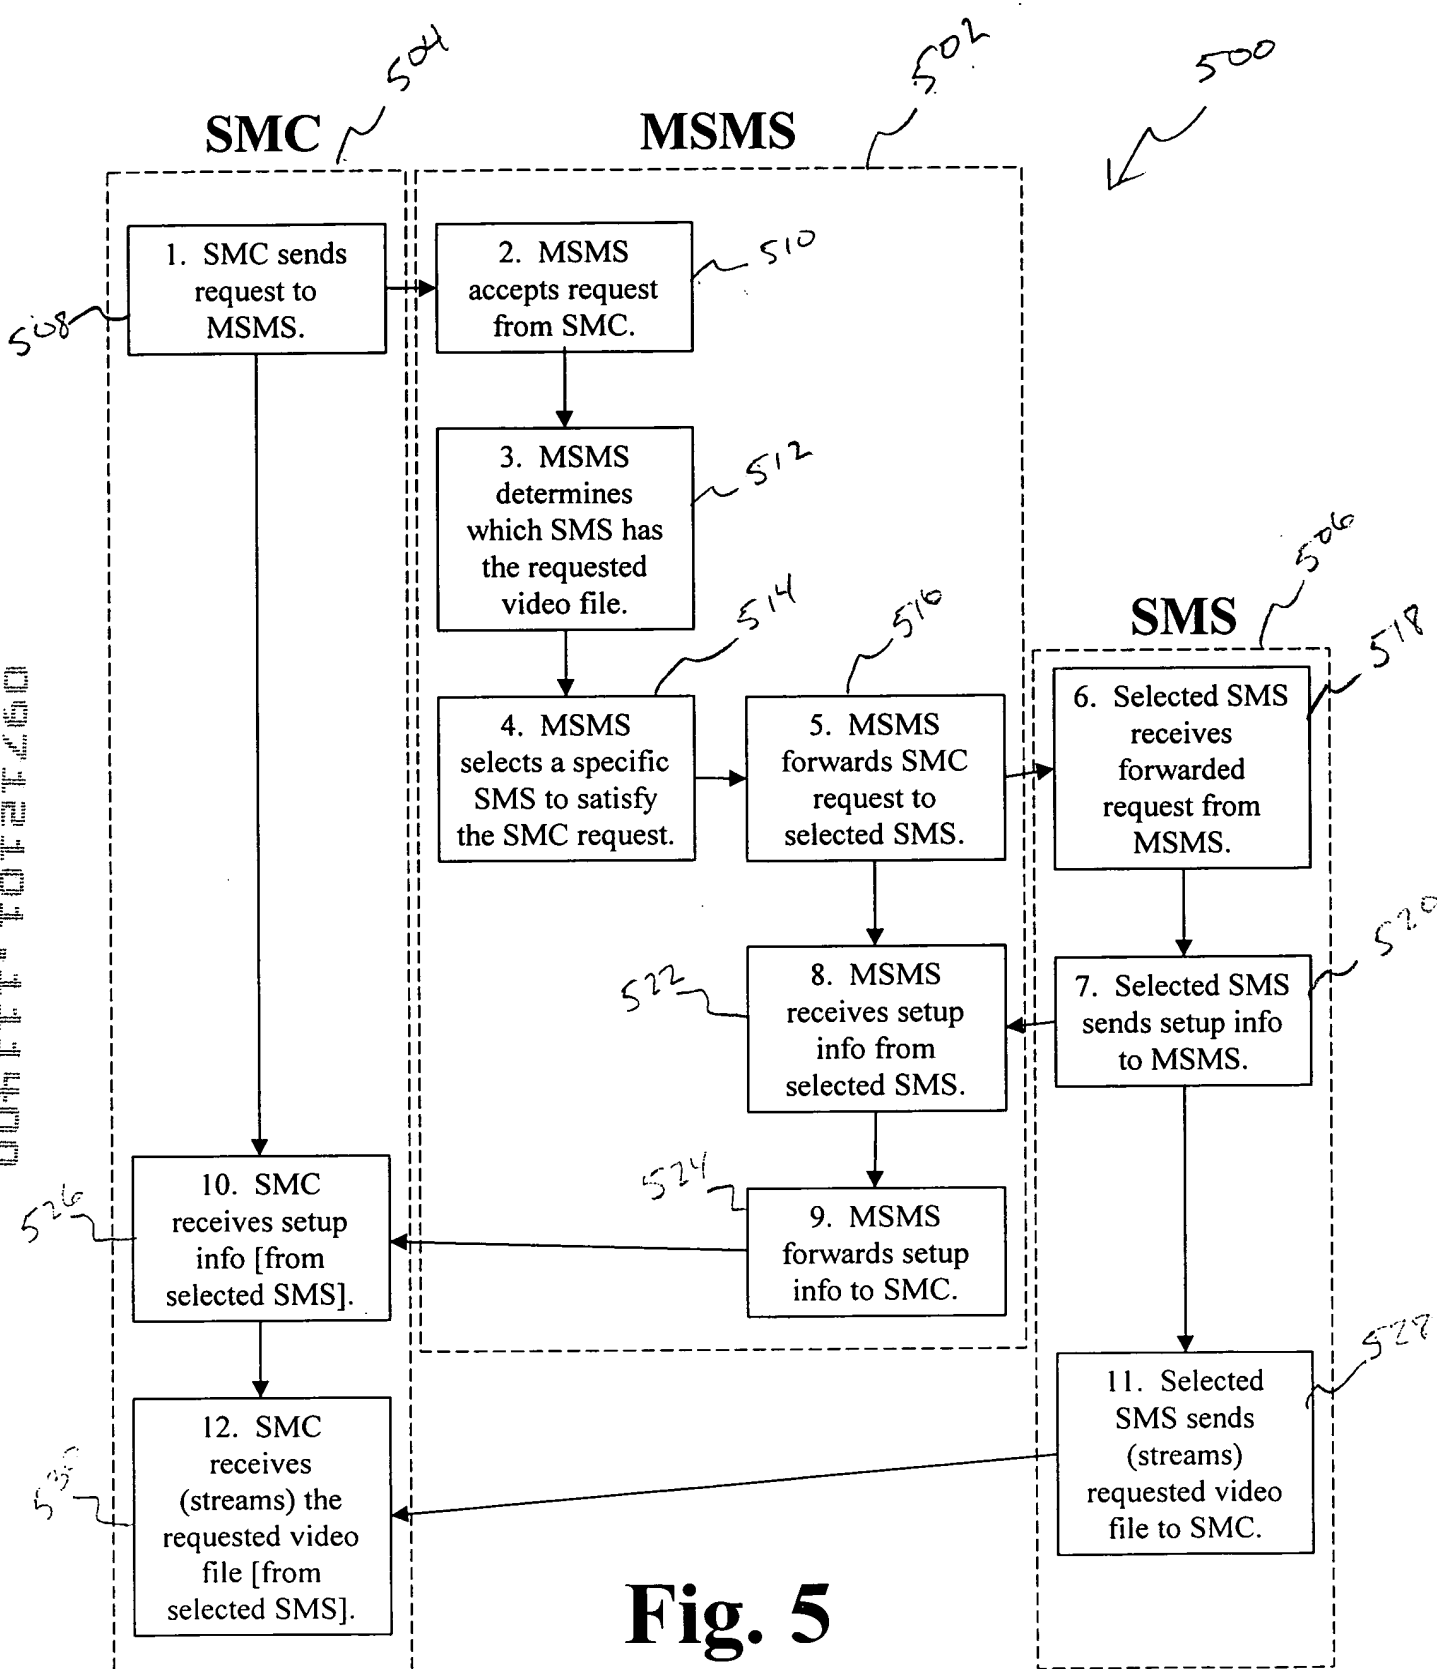 504
502
500
SMC
MSMS
1. SMC sends
request to
MSMS.
508
2. MSMS
accepts request
from SMC.
510
3. MSMS
determines
which SMS has
the requested
video file.
512
506
SMS
514
516
518
4. MSMS
selects a specific
SMS to satisfy
the SMC request.
5. MSMS
forwards SMC
request to
selected SMS.
6. Selected SMS
receives
forwarded
request from
MSMS.
520
522
8. MSMS
receives setup
info from
selected SMS.
7. Selected SMS
sends setup info
to MSMS.
524
526
10. SMC
receives setup
info [from
selected SMS].
9. MSMS
forwards setup
info to SMC.
528
11. Selected
SMS sends
(streams)
requested video
file to SMC.
530
12. SMC
receives
(streams) the
requested video
file [from
selected SMS].
Fig. 5